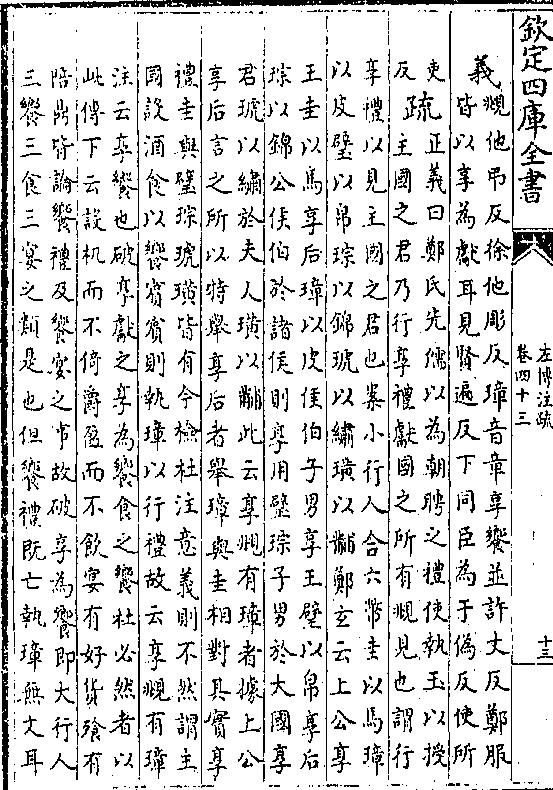 欽定四庫全書
左傳注疏
卷四十三
十三
義
覜他弔反徐他彫反璋音章享饗並許丈反鄭服
皆以享為獻耳見賢遍反下同臣為于偽反使所
吏
反
疏
正義曰鄭氏先儒以為朝聘之禮使執玉以授
主國之君乃行享禮獻國之所有覜見也謂行
享禮以見主國之君也案小行人合六幣圭以馬璋
以皮璧以帛琮以錦琥以繡璜以黼鄭玄云上公享
王圭以馬享后璋以皮侯伯子男享王璧以帛享后
琮以錦公侯伯於諸侯則享用璧琮子男於大國享
君琥以繡於夫人璜以黼此云享覜有璋者據上公
享后言之所以特舉享后者舉璋與圭相對其實享
禮圭與璧琮琥璜皆有今檢杜注意義則不然謂主
國設酒食以饗賓賓則執璋以行禮故云享覜有璋
注云享饗也破享獻之享為饗食之饗杜必然者以
此傳下云設机而不倚爵盈而不飲宴有好貨飱有
陪鼎皆論饗禮及饗宴之事故破享為饗即大行人
三饗三食三宴之類是也但饗禮既亡執璋無文耳